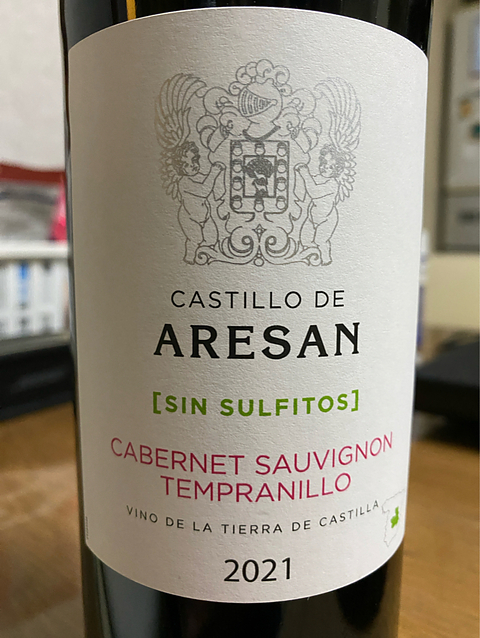 CASTILLO DE
ARESAN
[SIN SULFITOS]
CABERNET SAUVIGNON
TEMPRANILLO
VINO DE LA TIERRA DE CASTILLA
2021